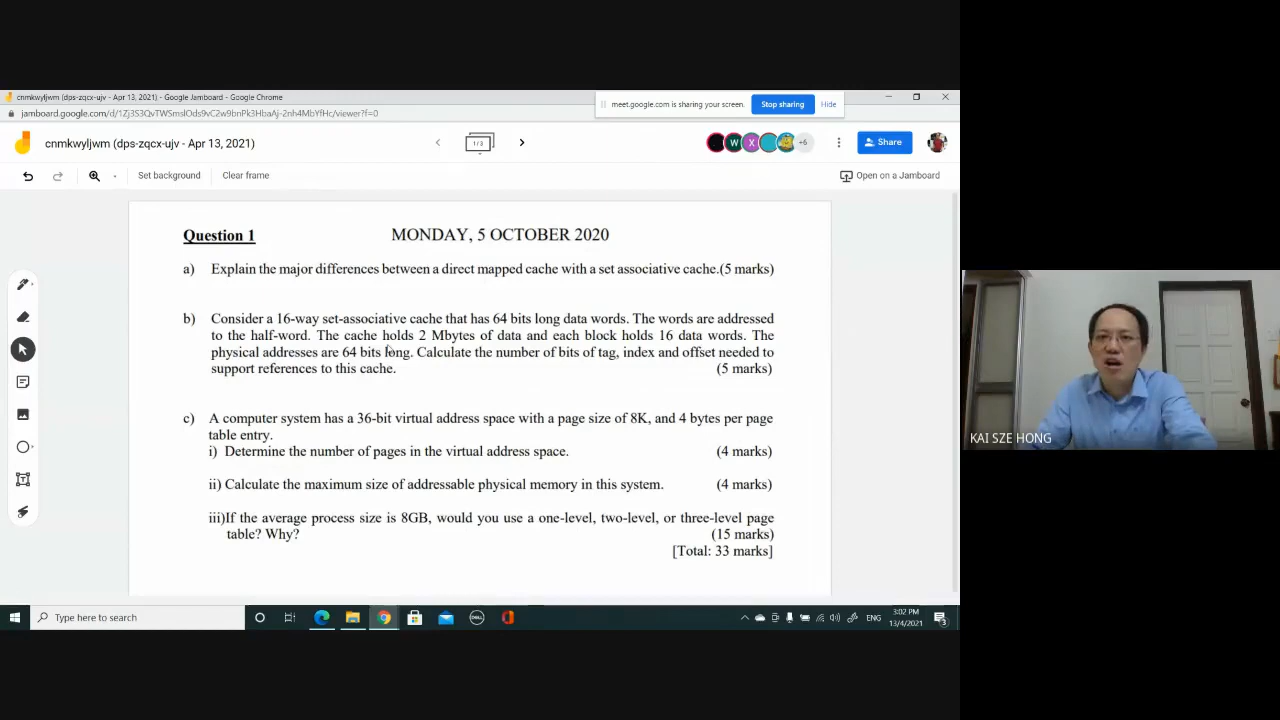 cnmkwyljwm (dps-zqcx-ujv - Apr 13, 2021) - Google Jamboard - Google Chrome
meet.google.com is sharing your screen.
Stop sharing
Hide
cnmkwyljwm (dps-zqcx-ujv - Apr 13, 2021)
1/3
W
X
+6
Share
Set background
Clear frame
Open on a Jamboard
Question 1 MONDAY, 5 OCTOBER 2020
a) Explain the major differences between a direct mapped cache with a set associative cache.(5 marks)
b) Consider a 16-way set-associative cache that has 64 bits long data words. The words are addressed
to the half-word. The cache holds 2 Mbytes of data and each block holds 16 data words. The
physical addresses are 64 bits long. Calculate the number of bits of tag, index and offset needed to
support references to this cache. (5 marks)
c) A computer system has a 36-bit virtual address space with a page size of 8K, and 4 bytes per page
table entry.
i) Determine the number of pages in the virtual address space. (4 marks)
ii) Calculate the maximum size of addressable physical memory in this system. (4 marks)
iii)If the average process size is 8GB, would you use a one-level, two-level, or three-level page
table? Why? (15 marks)
[Total: 33 marks]
KAI SZE HONG
Type here to search
DELL
ENG
3:02 PM
13/4/2021
3